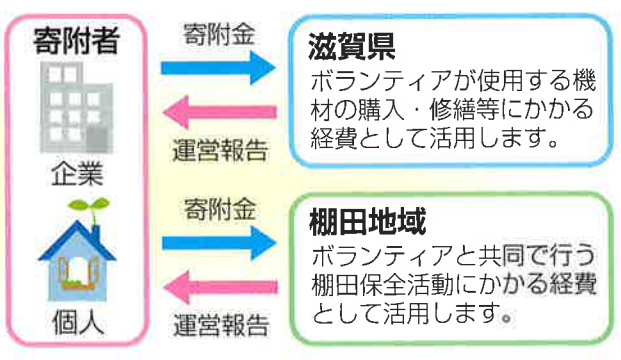 寄附者
企業
個人
寄附金
運営報告
滋賀県
ボランティアが使用する機
材の購入・修繕等にかかる
経費として活用します。
寄附金
運営報告
棚田地域
ボランティアと共同で行う
棚田保全活動にかかる経費
として活用します。